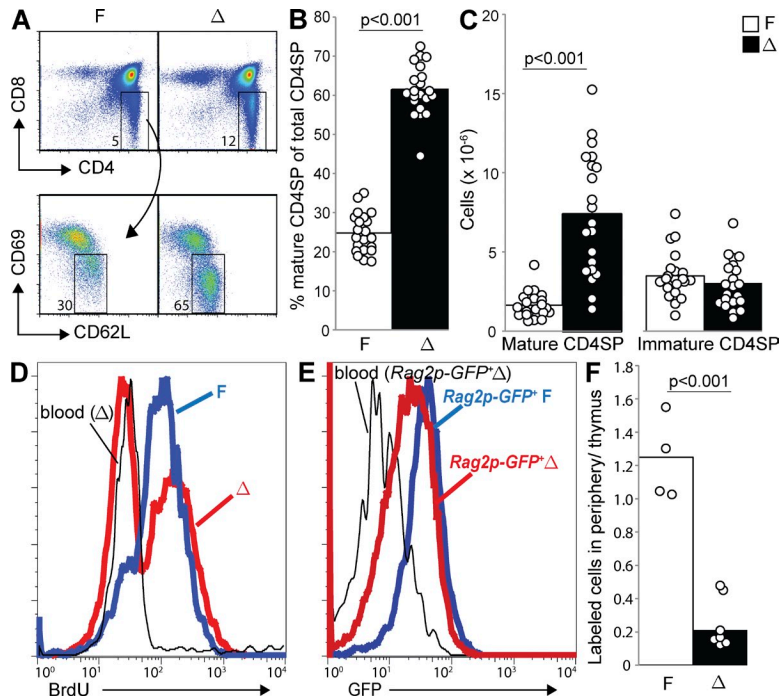 A
F
Δ
CD8
5
12
CD4
CD69
30
65
CD62L
B
p<0.001
% mature CD4SP of total CD4SP
80
70
60
50
40
30
20
10
0
F
Δ
C
F
Δ
p<0.001
Cells (x 10⁻⁶)
20
15
10
5
0
Mature CD4SP
Immature CD4SP
D
blood (Δ)
F
Δ
10⁰
10¹
10²
10³
10⁴
BrdU
E
blood (Rag2p-GFP⁺Δ)
Rag2p-GFP⁺ F
Rag2p-GFP⁺Δ
10⁰
10¹
10²
10³
10⁴
GFP
F
p<0.001
Labeled cells in periphery/ thymus
1.8
1.6
1.4
1.2
1.0
0.8
0.6
0.4
0.2
0
F
Δ